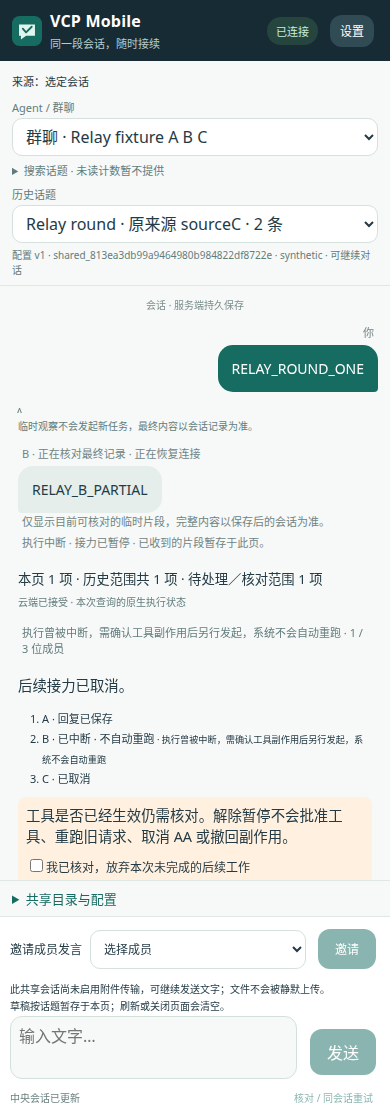 VCP Mobile
同一段会话，随时接续
已连接
设置
来源：选定会话
Agent / 群聊
群聊 · Relay fixture A B C
搜索话题 · 未读计数暂不提供
历史话题
Relay round · 原来源 sourceC · 2 条
配置 v1 · shared_813ea3db99a9464980b984822df8722e · synthetic · 可继续对
话
会话 · 服务端持久保存
你
RELAY_ROUND_ONE
A
临时观察不会发起新任务，最终内容以会话记录为准。
B · 正在核对最终记录 · 正在恢复连接
RELAY_B_PARTIAL
仅显示目前可核对的临时片段，完整内容以保存后的会话为准。
执行中断 · 接力已暂停 · 已收到的片段暂存于此页。
本页 1 项 · 历史范围共 1 项 · 待处理／核对范围 1 项
云端已接受 · 本次查询的原生执行状态
执行曾被中断，需确认工具副作用后另行发起，系统不会自动重跑 · 1 /
3 位成员
后续接力已取消。
1. A · 回复已保存
2. B · 已中断 · 不自动重跑 · 执行曾被中断，需确认工具副作用后另行发起，系
统不会自动重跑
3. C · 已取消
工具是否已经生效仍需核对。解除暂停不会批准工
具、重跑旧请求、取消 AA 或撤回副作用。
我已核对，放弃本次未完成的后续工作
共享目录与配置
邀请成员发言
选择成员
邀请
此共享会话尚未启用附件传输，可继续发送文字；文件不会被静默上传。
草稿按话题暂存于本页；刷新或关闭页面会清空。
输入文字…
发送
中央会话已更新
核对 / 同会话重试